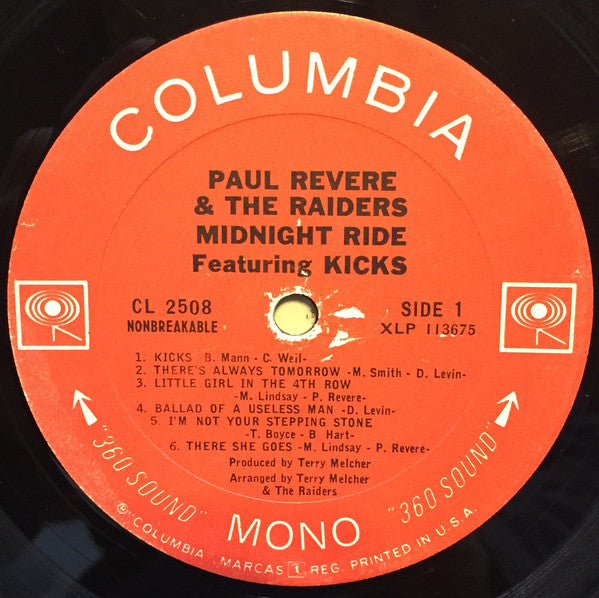 COLUMBIA
PAUL REVERE
& THE RAIDERS
MIDNIGHT RIDE
Featuring KICKS
CL 2508
NONBREAKABLE
SIDE 1
XLP 113675
1. KICKS B. Mann - C. Weil-
2. THERE'S ALWAYS TOMORROW -M. Smith - D. Levin-
3. LITTLE GIRL IN THE 4TH ROW
-M. Lindsay - P. Revere-
4. BALLAD OF A USELESS MAN -D. Levin-
5. I'M NOT YOUR STEPPING STONE
-T. Boyce - B Hart-
6. THERE SHE GOES -M. Lindsay - P. Revere-
Produced by Terry Melcher
Arranged by Terry Melcher
& The Raiders
"360 SOUND"
MONO
"360 SOUND"
® "COLUMBIA", MARCAS 1 REG. PRINTED IN U.S.A.